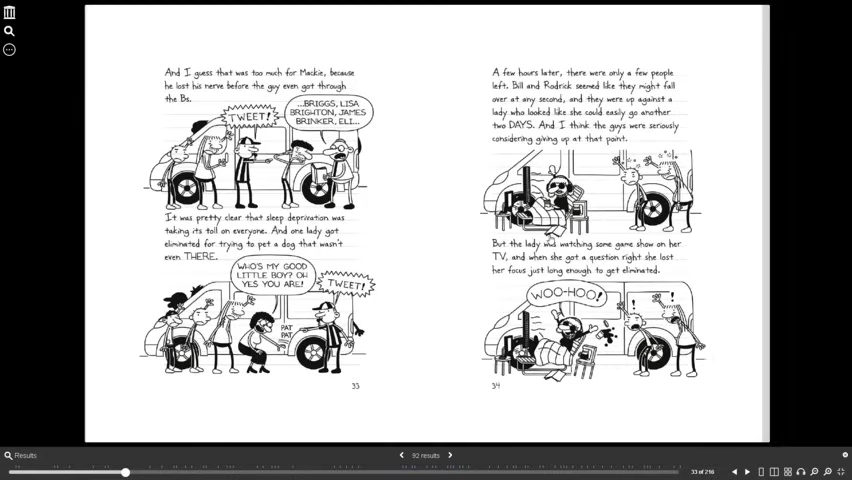 And I guess that was too much for Mackie, because
he lost his nerve before the guy even got through
the Bs.
TWEET!
...BRIGGS, LISA
BRIGHTON, JAMES
BRINKER, ELI...
It was pretty clear that sleep deprivation was
taking its toll on everyone. And one lady got
eliminated for trying to pet a dog that wasn't
even THERE.
WHO'S MY GOOD
LITTLE BOY? OH
YES YOU ARE!
TWEET!
PAT
PAT
33
A few hours later, there were only a few people
left. Bill and Rodrick seemed like they might fall
over at any second, and they were up against a
lady who looked like she could easily go another
two DAYS. And I think the guys were seriously
considering giving up at that point.
But the lady was watching some game show on her
TV, and when she got a question right she lost
her focus just long enough to get eliminated.
WOO-HOO!
!
!
34
Results
92 results
33 of 218